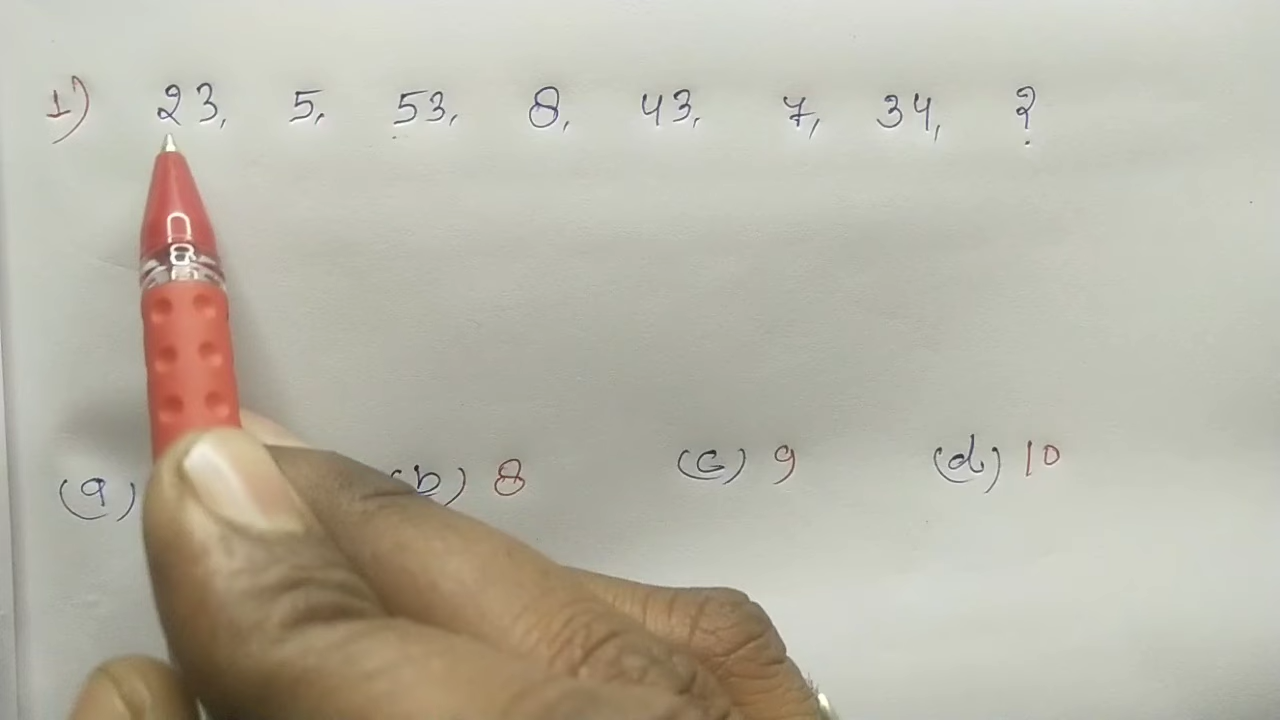 1) 23, 5, 53, 8, 43, 7, 34, ?
(a) (b) 8 (c) 9 (d) 10